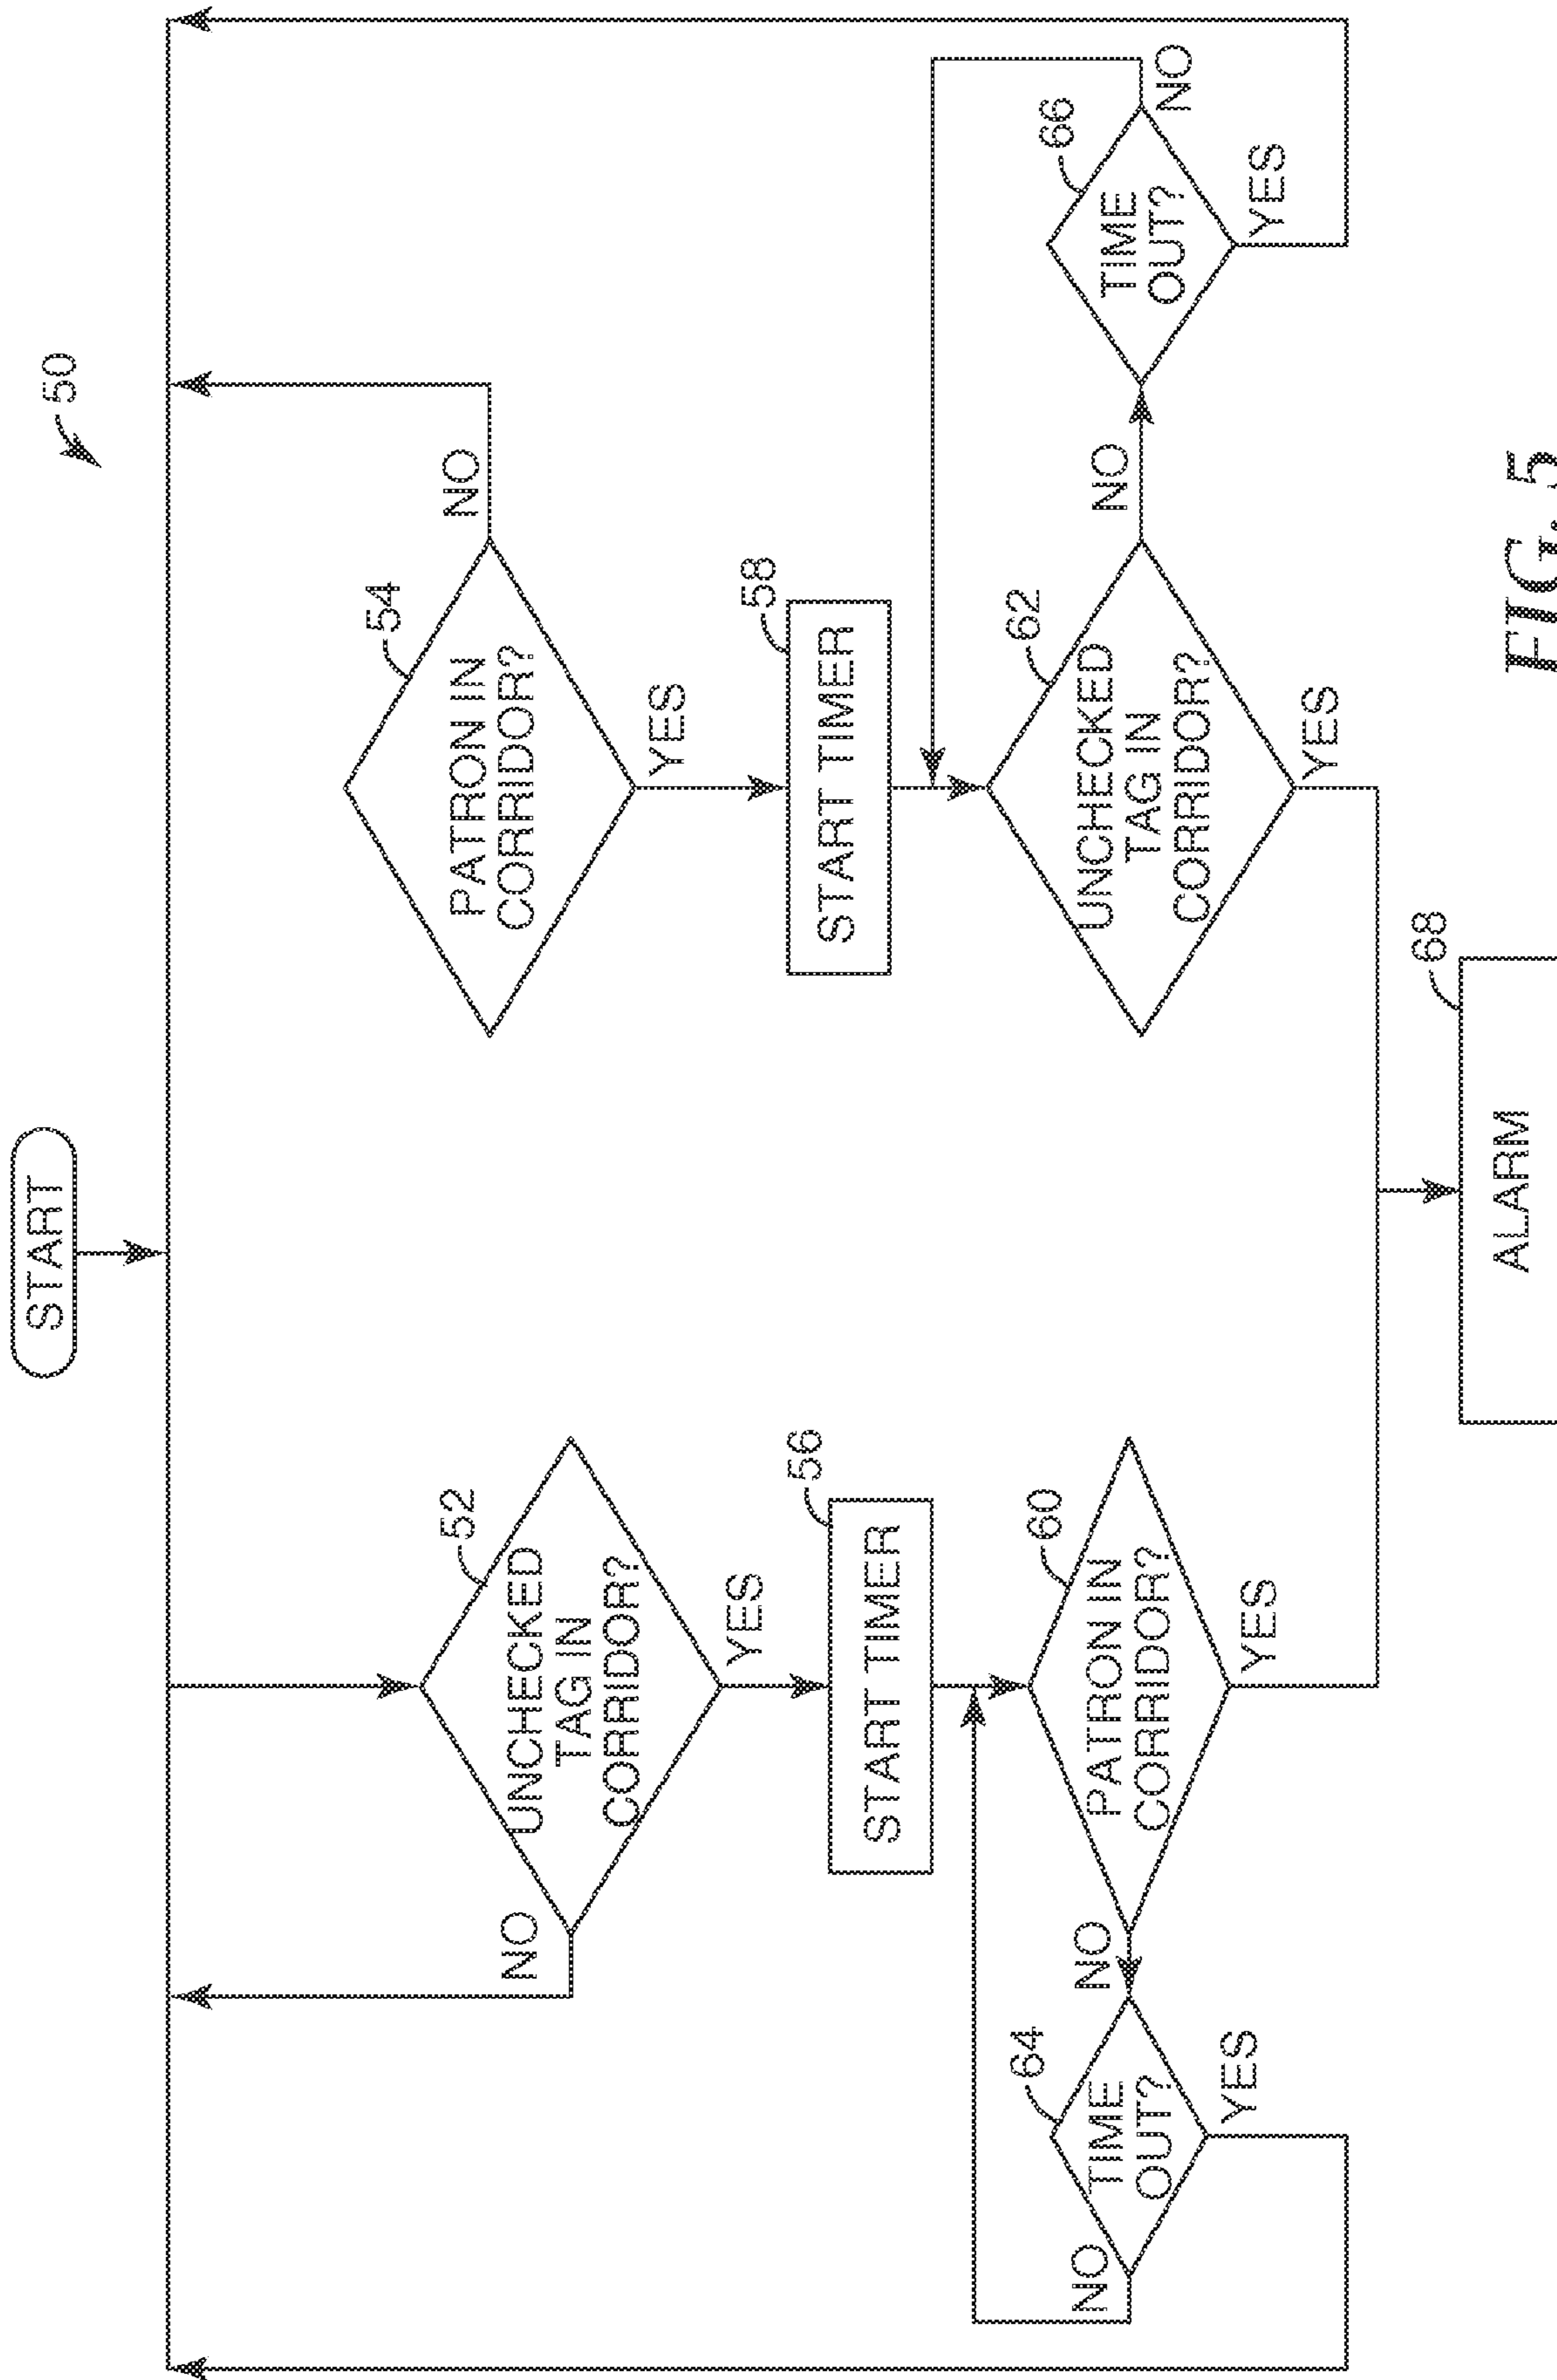 50
START
52
UNCHECKED
TAG IN
CORRIDOR?
NO
YES
54
PATRON IN
CORRIDOR?
NO
YES
56
START TIMER
58
START TIMER
60
PATRON IN
CORRIDOR?
NO
YES
62
UNCHECKED
TAG IN
CORRIDOR?
NO
YES
64
TIME
OUT?
NO
YES
66
TIME
OUT?
NO
YES
68
ALARM
FIG. 5